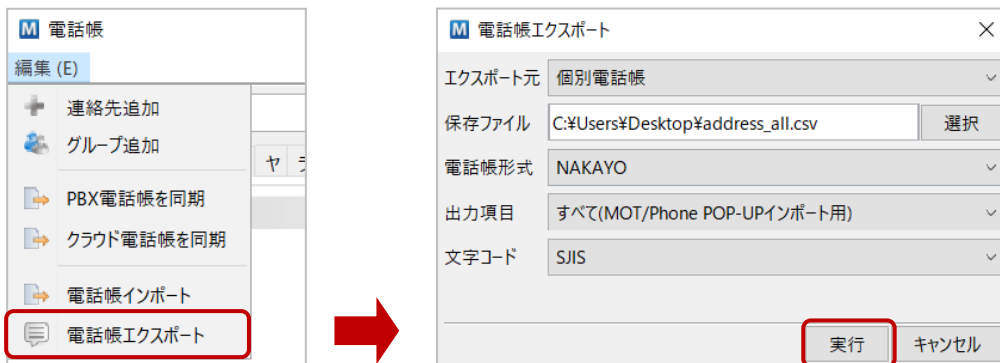 M 電話帳
編集 (E)
連絡先追加
グループ追加
ヤ
PBX電話帳を同期
クラウド電話帳を同期
電話帳インポート
電話帳エクスポート
M 電話帳エクスポート
エクスポート元 個別電話帳
保存ファイル C:¥Users¥Desktop¥address_all.csv 選択
電話帳形式 NAKAYO
出力項目 すべて(MOT/Phone POP-UPインポート用)
文字コード SJIS
実行 キャンセル